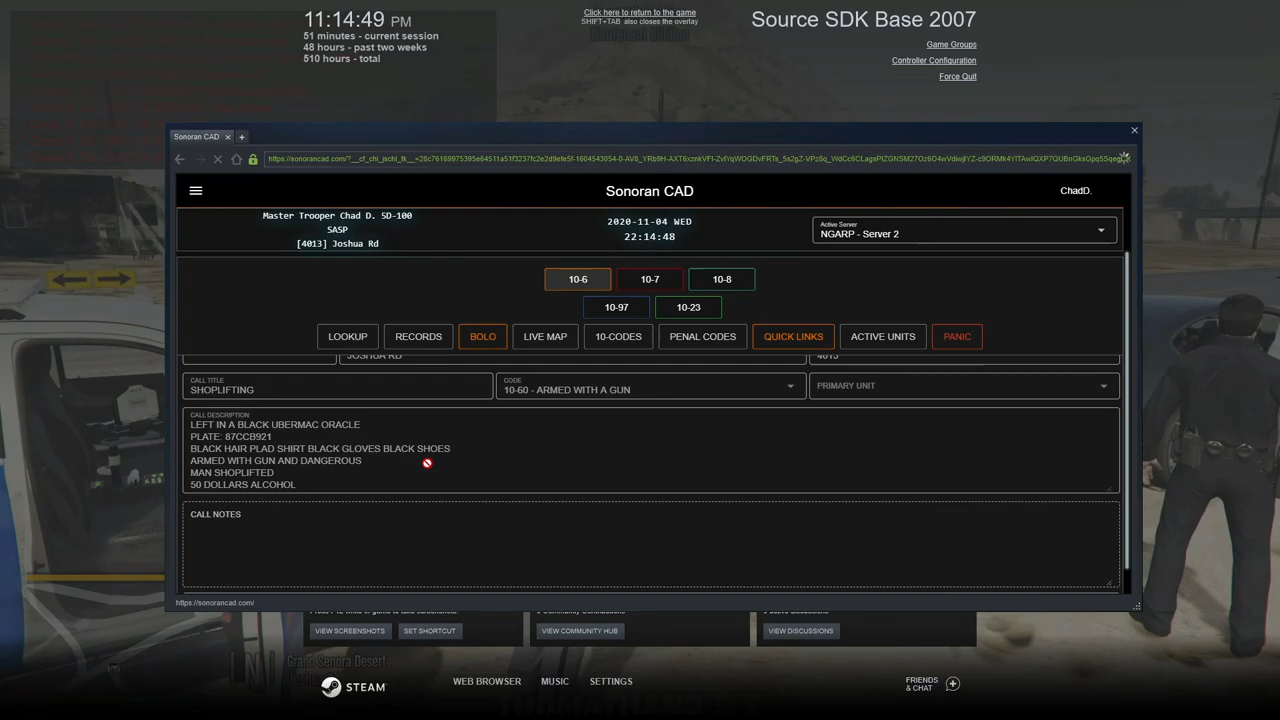 11:14:49 PM
51 minutes - current session
48 hours - past two weeks
510 hours - total
Click here to return to the game
SHIFT+TAB also closes the overlay
Source SDK Base 2007
Game Groups
Controller Configuration
Force Quit
Sonoran CAD
Sonoran CAD
ChadD.
Master Trooper Chad D. 5D-100
SASP
[4013] Joshua Rd
2020-11-04 WED
22:14:48
Active Server
NGARP - Server 2
10-6
10-7
10-8
10-97
10-23
LOOKUP
RECORDS
BOLO
LIVE MAP
10-CODES
PENAL CODES
QUICK LINKS
ACTIVE UNITS
PANIC
JOSHUA RD
4013
CALL TITLE
SHOPLIFTING
CODE
10-60 - ARMED WITH A GUN
PRIMARY UNIT
CALL DESCRIPTION
LEFT IN A BLACK UBERMAC ORACLE
PLATE: 87CCB921
BLACK HAIR PLAD SHIRT BLACK GLOVES BLACK SHOES
ARMED WITH GUN AND DANGEROUS
MAN SHOPLIFTED
50 DOLLARS ALCOHOL
CALL NOTES
https://sonorancad.com/
VIEW SCREENSHOTS
SET SHORTCUT
VIEW COMMUNITY HUB
VIEW DISCUSSIONS
Grand Senora Desert
STEAM
WEB BROWSER
MUSIC
SETTINGS
FRIENDS
& CHAT